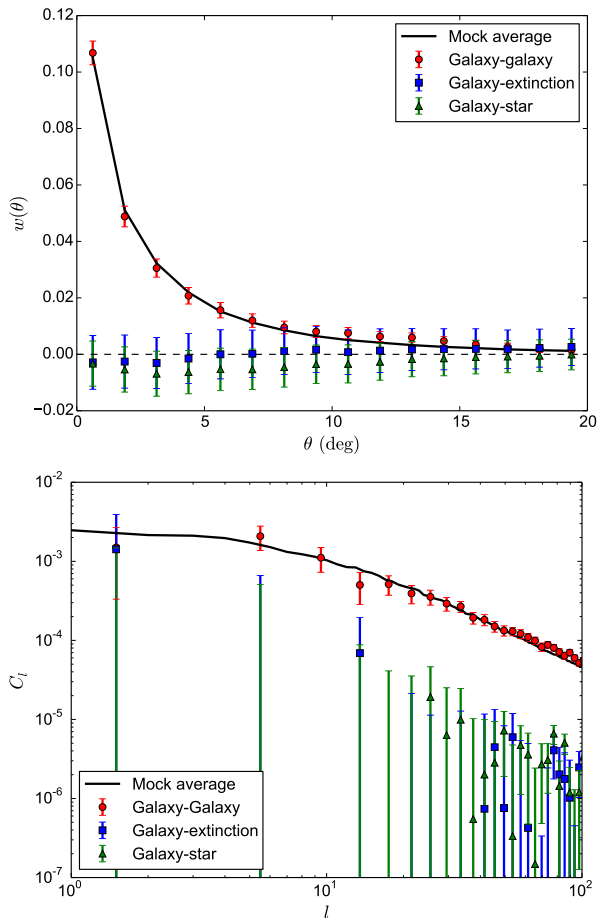 0.12
0.10
0.08
0.06
0.04
0.02
0.00
−0.02
w(θ)
Mock average
Galaxy-galaxy
Galaxy-extinction
Galaxy-star
0 5 10 15 20
θ (deg)
10⁻²
10⁻³
10⁻⁴
10⁻⁵
10⁻⁶
10⁻⁷
C_l
Mock average
Galaxy-Galaxy
Galaxy-extinction
Galaxy-star
10⁰ 10¹ 10²
l